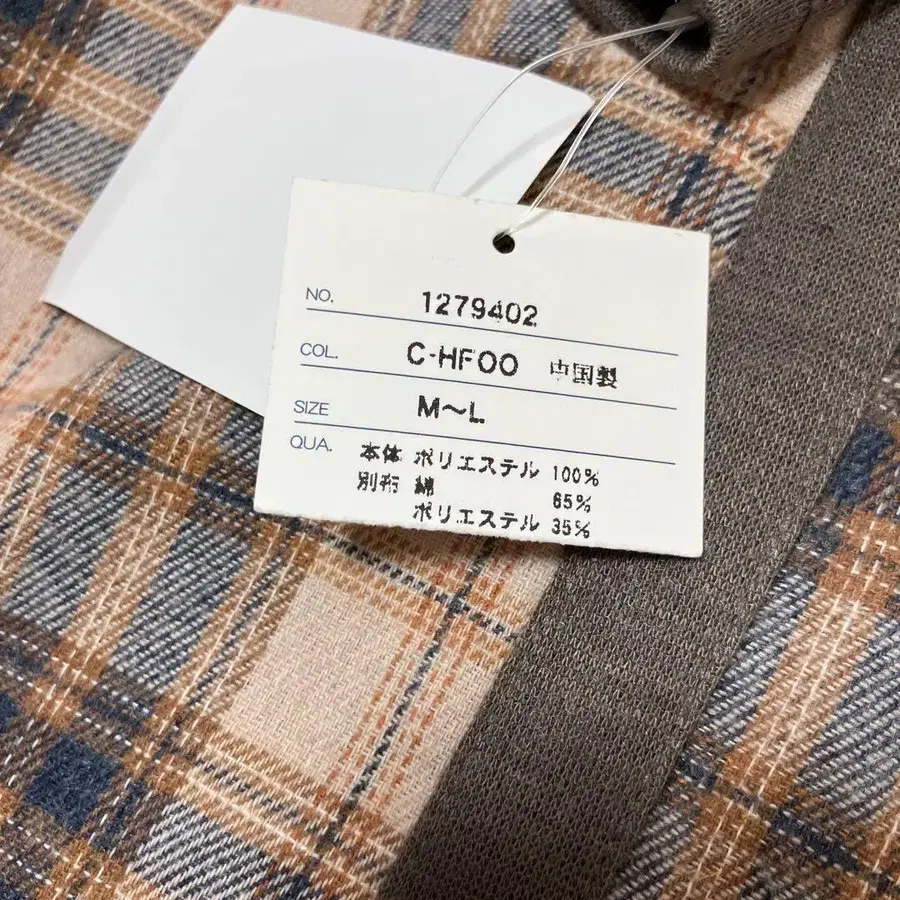 NO. 1279402
COL. C-HFOO 中国製
SIZE M〜L
QUA. 本体 ポリエステル 100%
別布 綿 65%
ポリエステル 35%